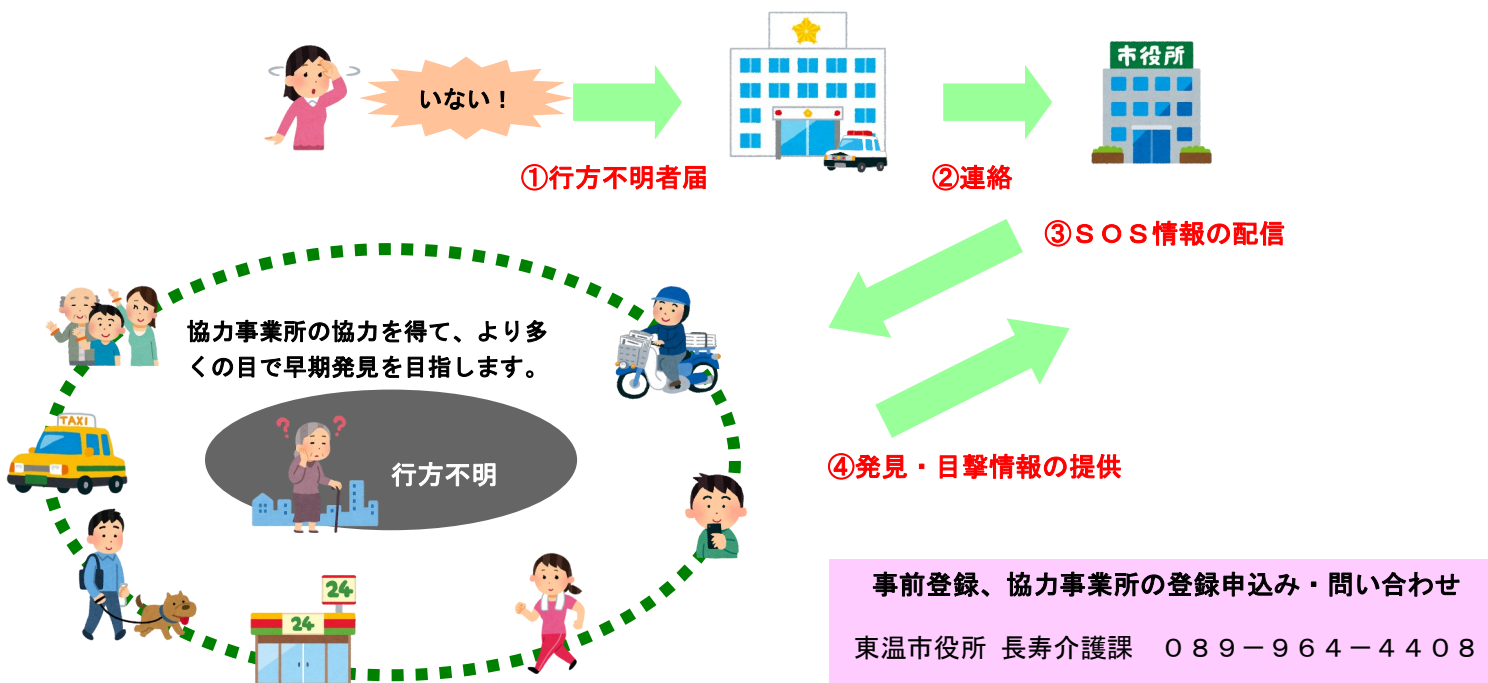 いない！
市役所
①行方不明者届
②連絡
③ＳＯＳ情報の配信
協力事業所の協力を得て、より多
くの目で早期発見を目指します。
TAXI
？ ？
行方不明
④発見・目撃情報の提供
24
24
事前登録、協力事業所の登録申込み・問い合わせ
東温市役所 長寿介護課　０８９－９６４－４４０８